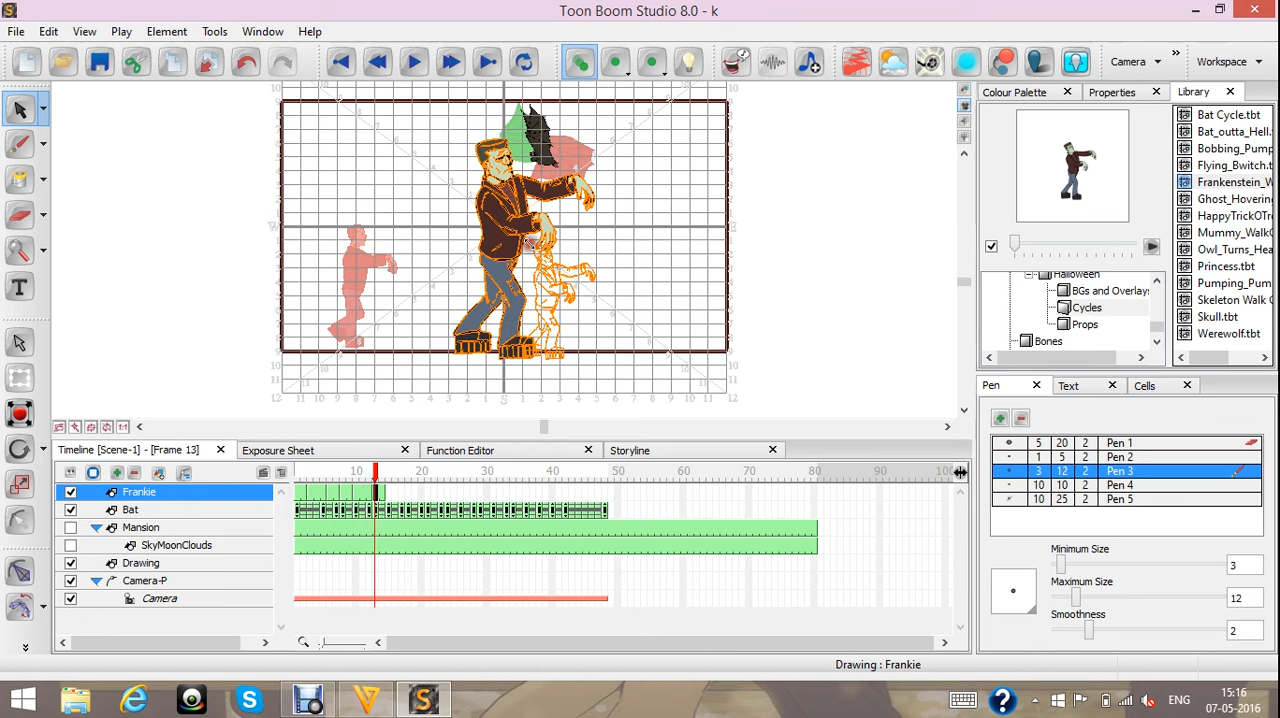 Toon Boom Studio 8.0 - k
File Edit View Play Element Tools Window Help
Camera Workspace
Colour Palette Properties Library
Bat Cycle.tbt
Bat_outta_Hell.t
Bobbing_Pump
Flying_Bwitch.t
Frankenstein_W
Ghost_Hovering
HappyTrickOTr
Mummy_WalkC
Owl_Turns_Hea
Princess.tbt
Pumping_Pum
Skeleton Walk C
Skull.tbt
Werewolf.tbt
Halloween
BGs and Overlay
Cycles
Props
Bones
Pen Text Cells
5 20 2 Pen 1
1 5 2 Pen 2
3 12 2 Pen 3
10 10 2 Pen 4
10 25 2 Pen 5
Minimum Size
3
Maximum Size
12
Smoothness
2
Timeline [Scene-1] - [Frame 13] Exposure Sheet Function Editor Storyline
10 20 30 40 50 60 70 80 90 100
Frankie
Bat
Mansion
SkyMoonClouds
Drawing
Camera-P
Camera
Drawing : Frankie
ENG
15:16
07-05-2016